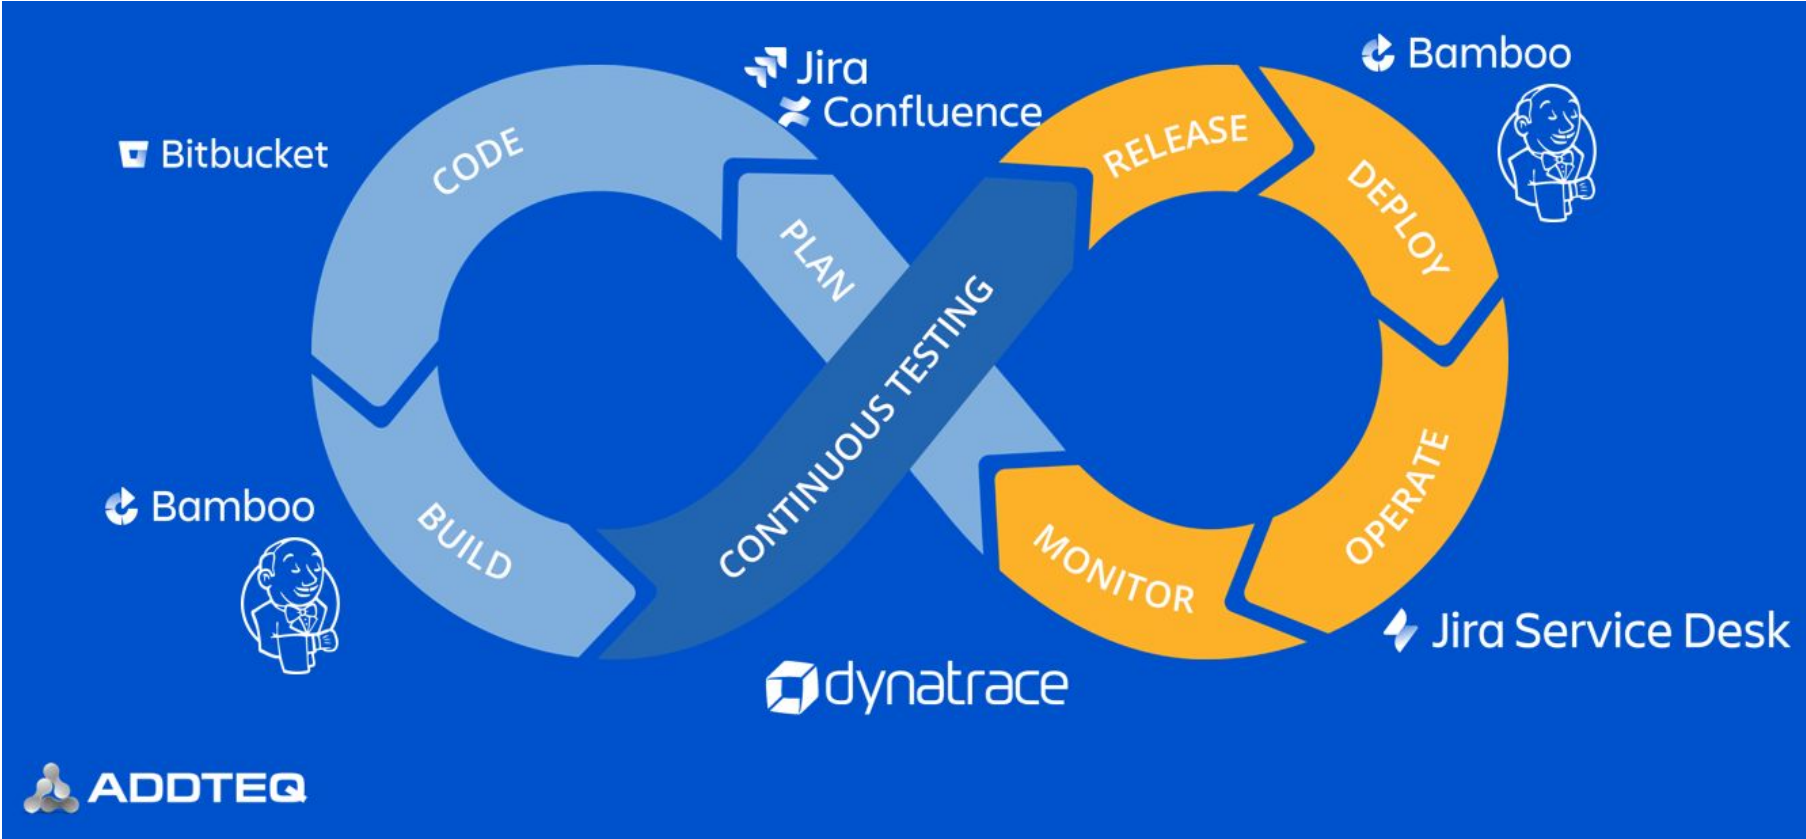 Jira
Confluence
Bamboo
Bitbucket
CODE
PLAN
RELEASE
DEPLOY
CONTINUOUS TESTING
BUILD
MONITOR
OPERATE
Bamboo
Jira Service Desk
dynatrace
ADDTEQ